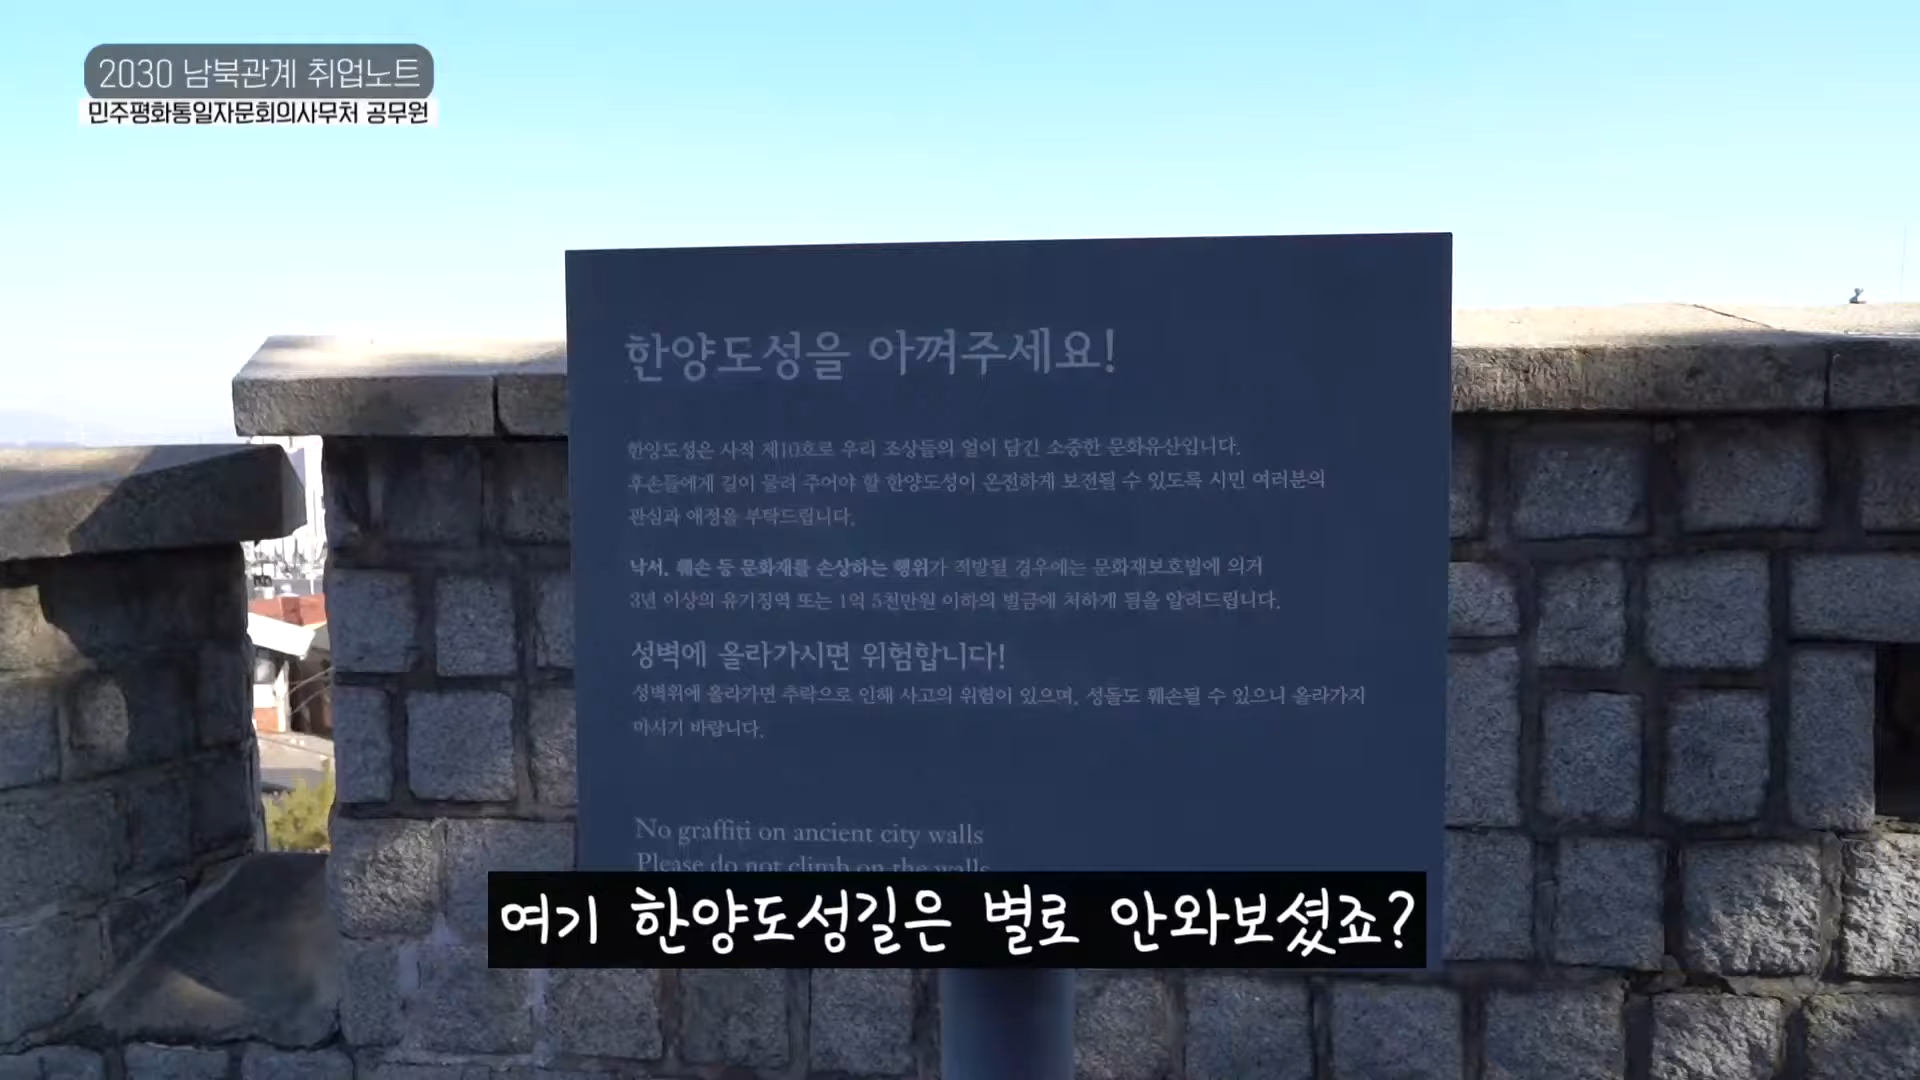 2030 남북관계 취업노트
민주평화통일자문회의사무처 공무원
한양도성을 아껴주세요!
한양도성은 사적 제10호로 우리 조상들의 얼이 담긴 소중한 문화유산입니다.
후손들에게 길이 물려 주어야 할 한양도성이 온전하게 보전될 수 있도록 시민 여러분의
관심과 애정을 부탁드립니다.
낙서, 훼손 등 문화재를 손상하는 행위가 적발될 경우에는 문화재보호법에 의거
3년 이상의 유기징역 또는 1억 5천만원 이하의 벌금에 처하게 됨을 알려드립니다.
성벽에 올라가시면 위험합니다!
성벽위에 올라가면 추락으로 인해 사고의 위험이 있으며, 성돌도 훼손될 수 있으니 올라가지
마시기 바랍니다.
No graffiti on ancient city walls
Please do not climb on the walls
여기 한양도성길은 별로 안와보셨죠?